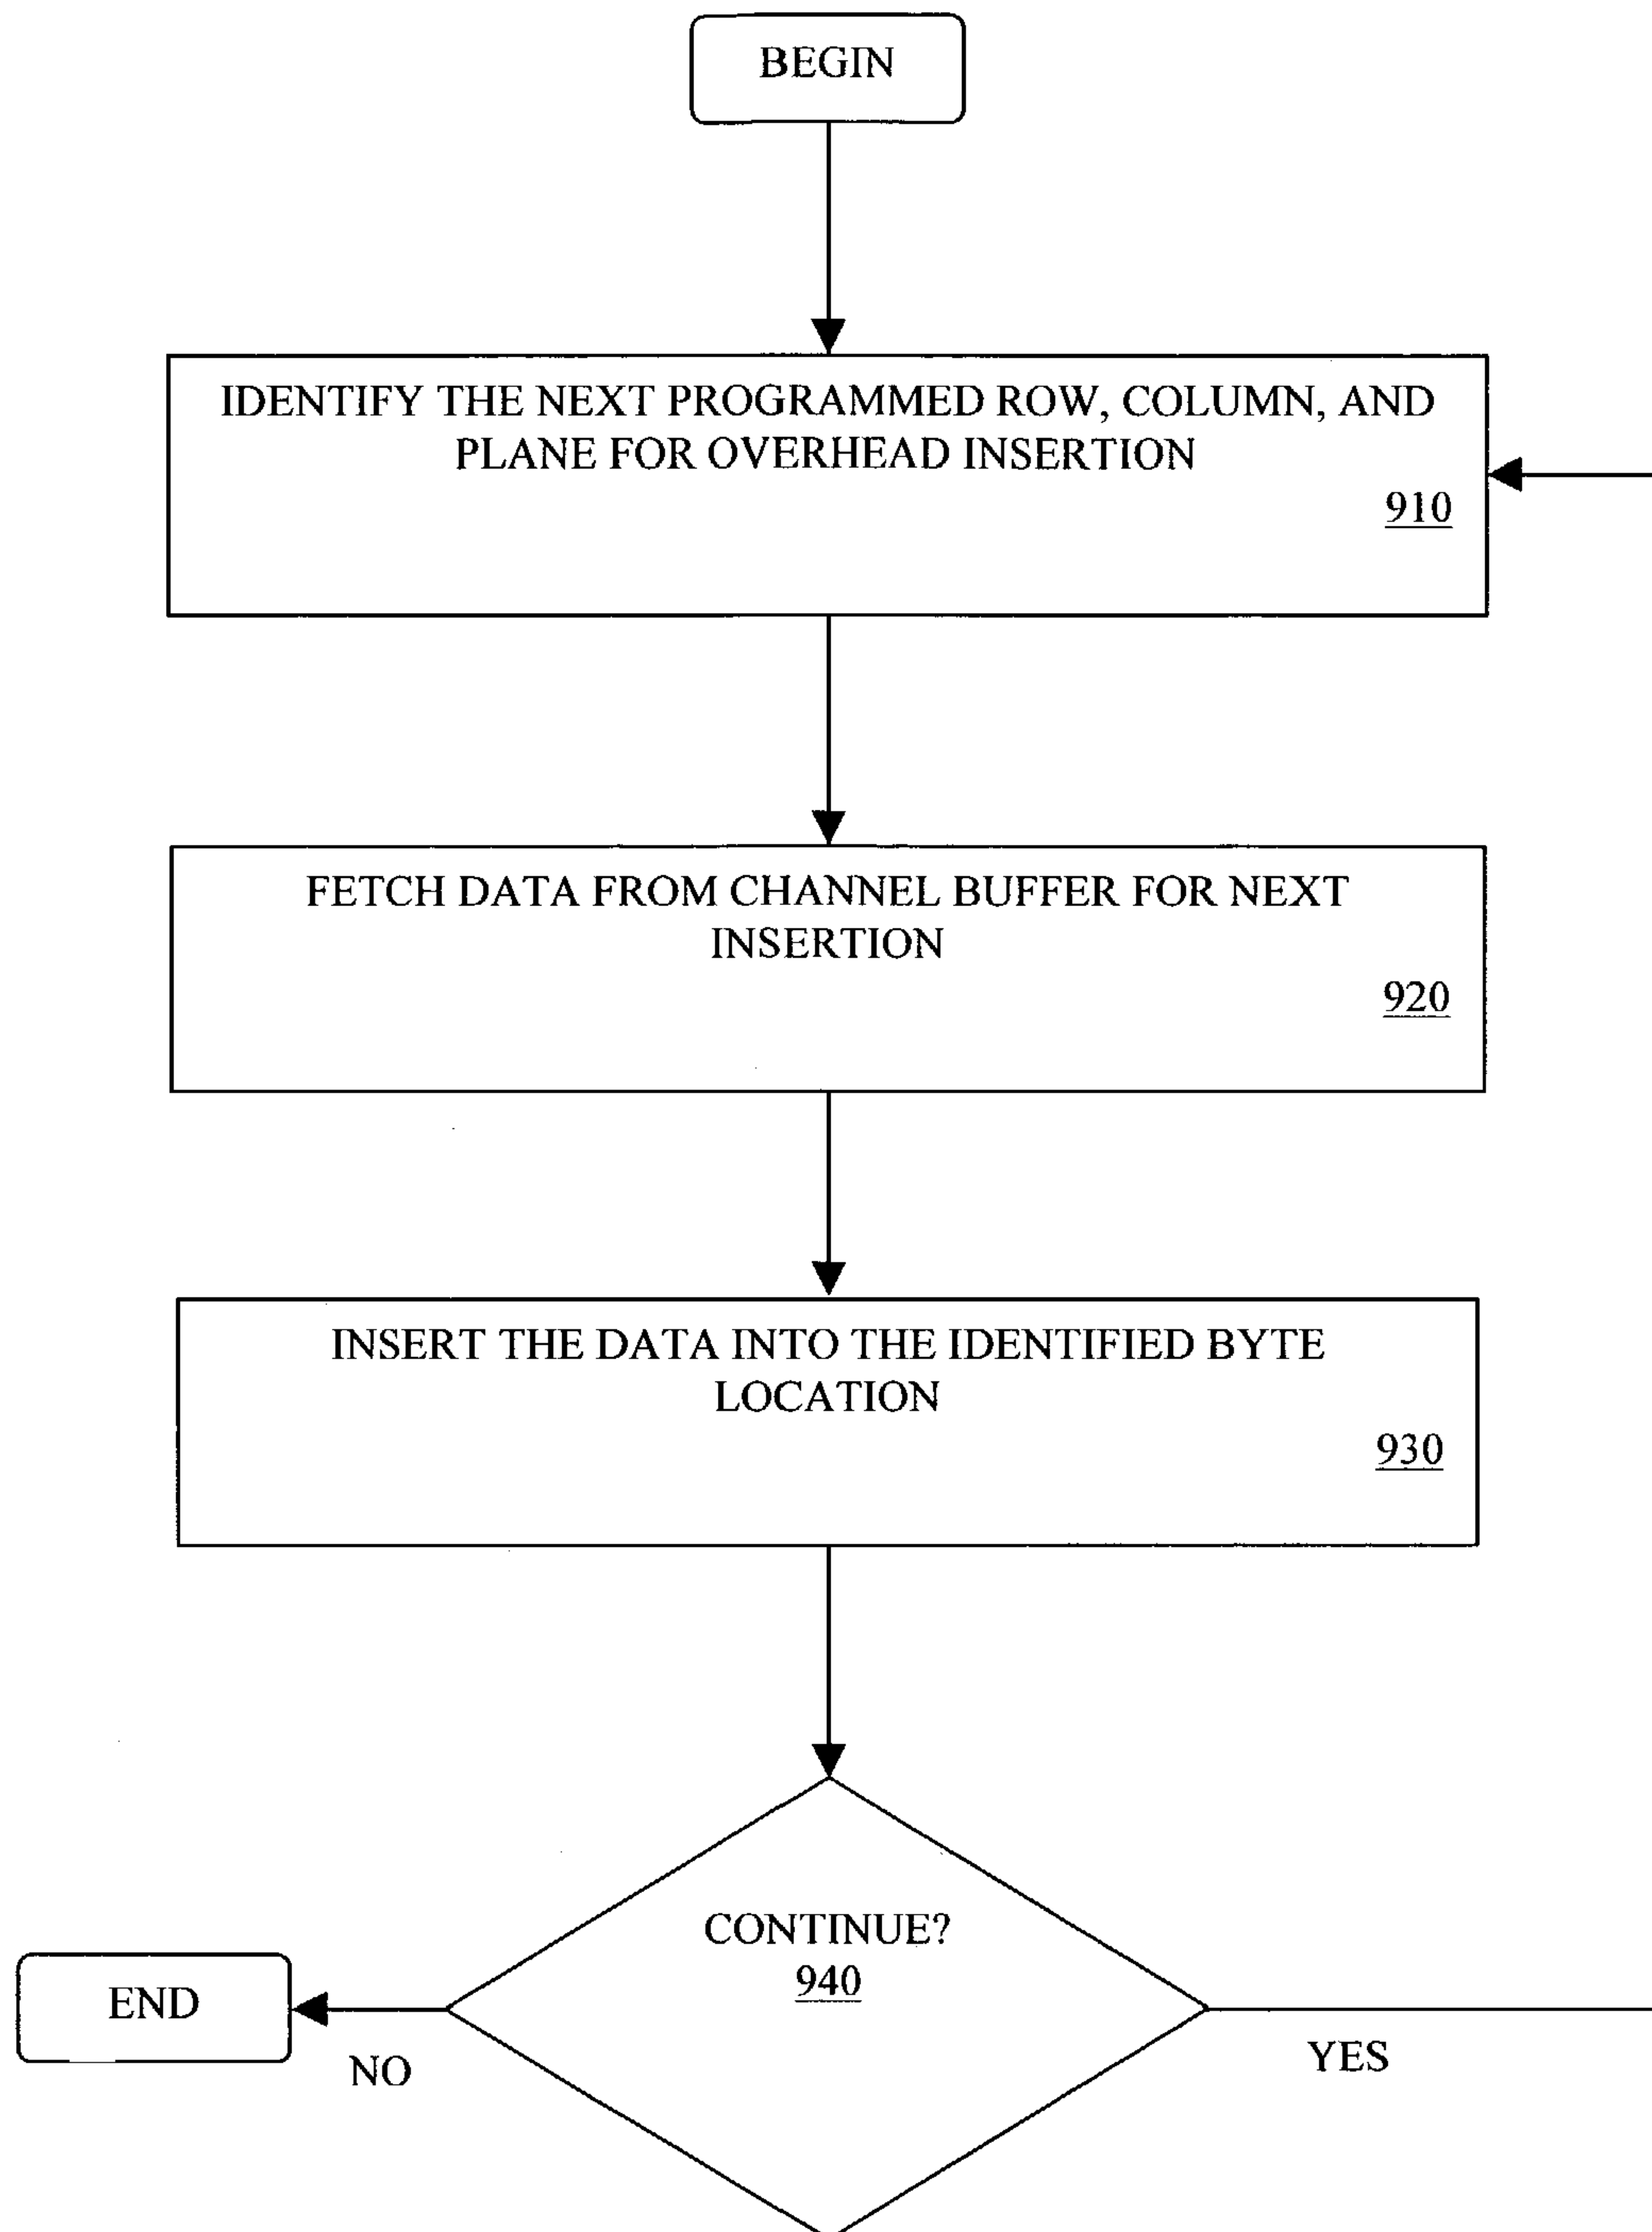 BEGIN
IDENTIFY THE NEXT PROGRAMMED ROW, COLUMN, AND
PLANE FOR OVERHEAD INSERTION
910
FETCH DATA FROM CHANNEL BUFFER FOR NEXT
INSERTION
920
INSERT THE DATA INTO THE IDENTIFIED BYTE
LOCATION
930
CONTINUE?
940
END
NO
YES